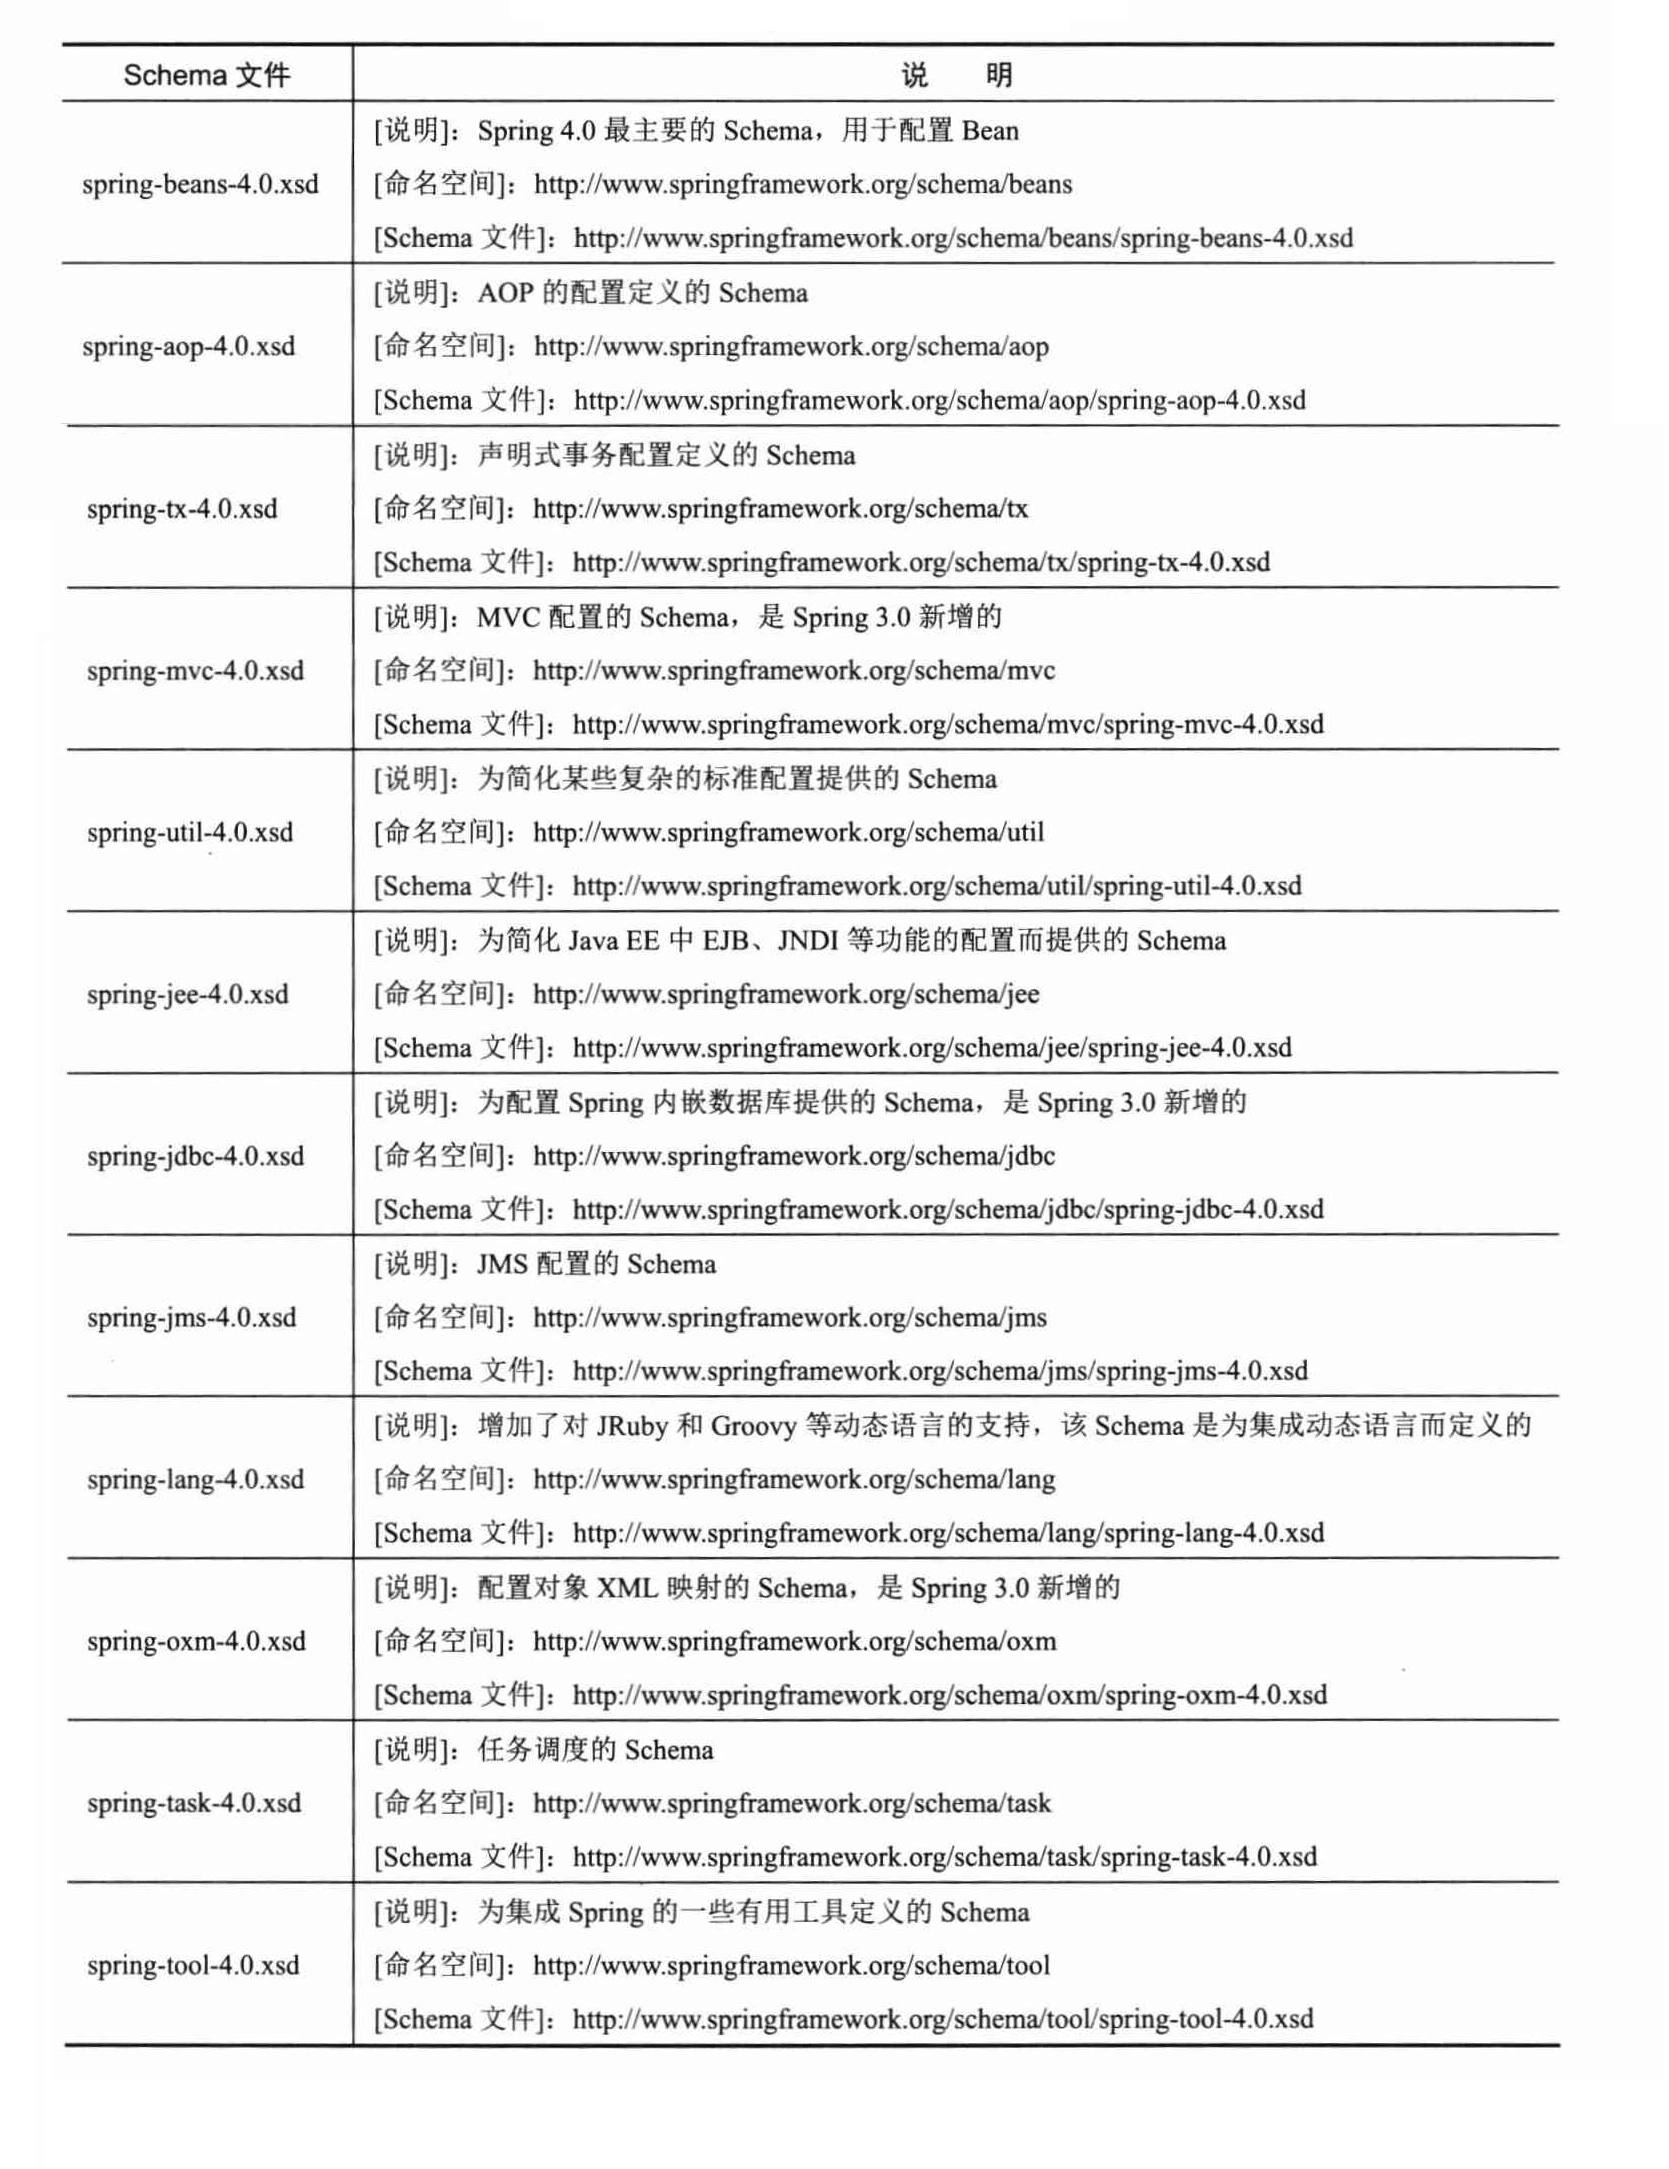 Schema 文件
说 明
spring-beans-4.0.xsd
[说明]：Spring 4.0 最主要的 Schema，用于配置 Bean
[命名空间]：http://www.springframework.org/schema/beans
[Schema 文件]：http://www.springframework.org/schema/beans/spring-beans-4.0.xsd
spring-aop-4.0.xsd
[说明]：AOP 的配置定义的 Schema
[命名空间]：http://www.springframework.org/schema/aop
[Schema 文件]：http://www.springframework.org/schema/aop/spring-aop-4.0.xsd
spring-tx-4.0.xsd
[说明]：声明式事务配置定义的 Schema
[命名空间]：http://www.springframework.org/schema/tx
[Schema 文件]：http://www.springframework.org/schema/tx/spring-tx-4.0.xsd
spring-mvc-4.0.xsd
[说明]：MVC 配置的 Schema，是 Spring 3.0 新增的
[命名空间]：http://www.springframework.org/schema/mvc
[Schema 文件]：http://www.springframework.org/schema/mvc/spring-mvc-4.0.xsd
spring-util-4.0.xsd
[说明]：为简化某些复杂的标准配置提供的 Schema
[命名空间]：http://www.springframework.org/schema/util
[Schema 文件]：http://www.springframework.org/schema/util/spring-util-4.0.xsd
spring-jee-4.0.xsd
[说明]：为简化 Java EE 中 EJB、JNDI 等功能的配置而提供的 Schema
[命名空间]：http://www.springframework.org/schema/jee
[Schema 文件]：http://www.springframework.org/schema/jee/spring-jee-4.0.xsd
spring-jdbc-4.0.xsd
[说明]：为配置 Spring 内嵌数据库提供的 Schema，是 Spring 3.0 新增的
[命名空间]：http://www.springframework.org/schema/jdbc
[Schema 文件]：http://www.springframework.org/schema/jdbc/spring-jdbc-4.0.xsd
spring-jms-4.0.xsd
[说明]：JMS 配置的 Schema
[命名空间]：http://www.springframework.org/schema/jms
[Schema 文件]：http://www.springframework.org/schema/jms/spring-jms-4.0.xsd
spring-lang-4.0.xsd
[说明]：增加了对 JRuby 和 Groovy 等动态语言的支持，该 Schema 是为集成动态语言而定义的
[命名空间]：http://www.springframework.org/schema/lang
[Schema 文件]：http://www.springframework.org/schema/lang/spring-lang-4.0.xsd
spring-oxm-4.0.xsd
[说明]：配置对象 XML 映射的 Schema，是 Spring 3.0 新增的
[命名空间]：http://www.springframework.org/schema/oxm
[Schema 文件]：http://www.springframework.org/schema/oxm/spring-oxm-4.0.xsd
spring-task-4.0.xsd
[说明]：任务调度的 Schema
[命名空间]：http://www.springframework.org/schema/task
[Schema 文件]：http://www.springframework.org/schema/task/spring-task-4.0.xsd
spring-tool-4.0.xsd
[说明]：为集成 Spring 的一些有用工具定义的 Schema
[命名空间]：http://www.springframework.org/schema/tool
[Schema 文件]：http://www.springframework.org/schema/tool/spring-tool-4.0.xsd